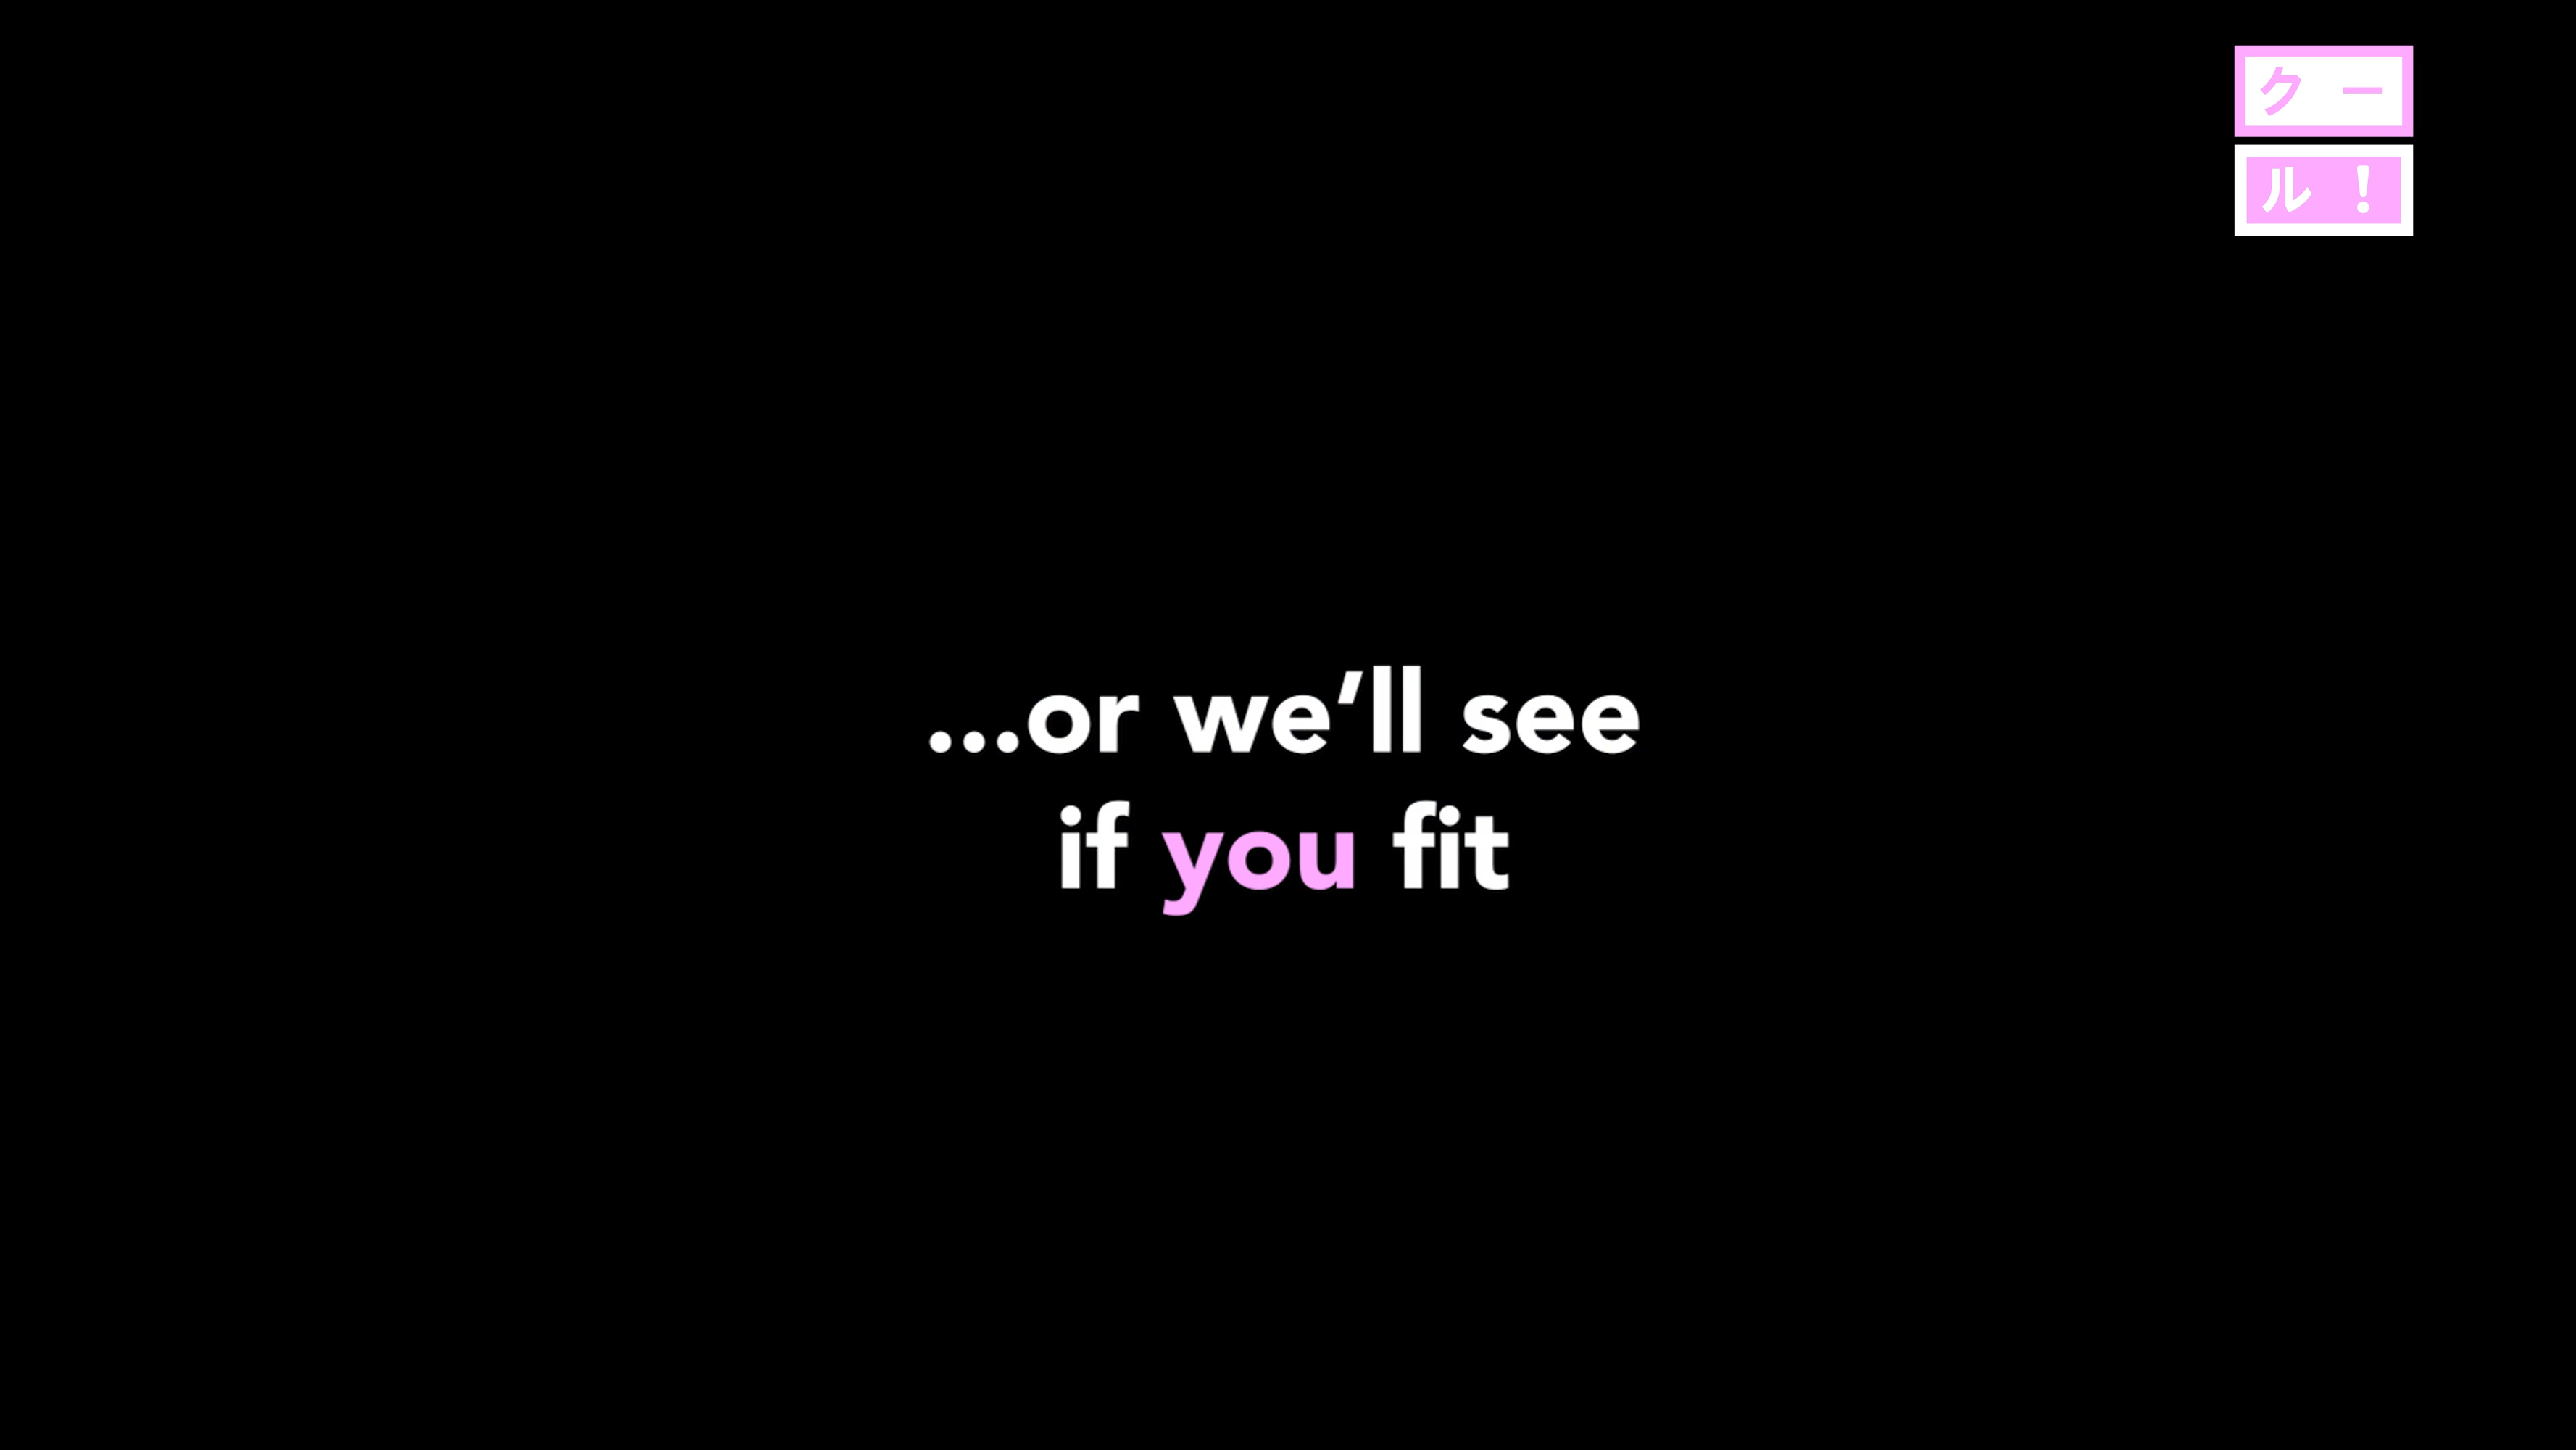 クー
ル！
...or we’ll see
if you fit